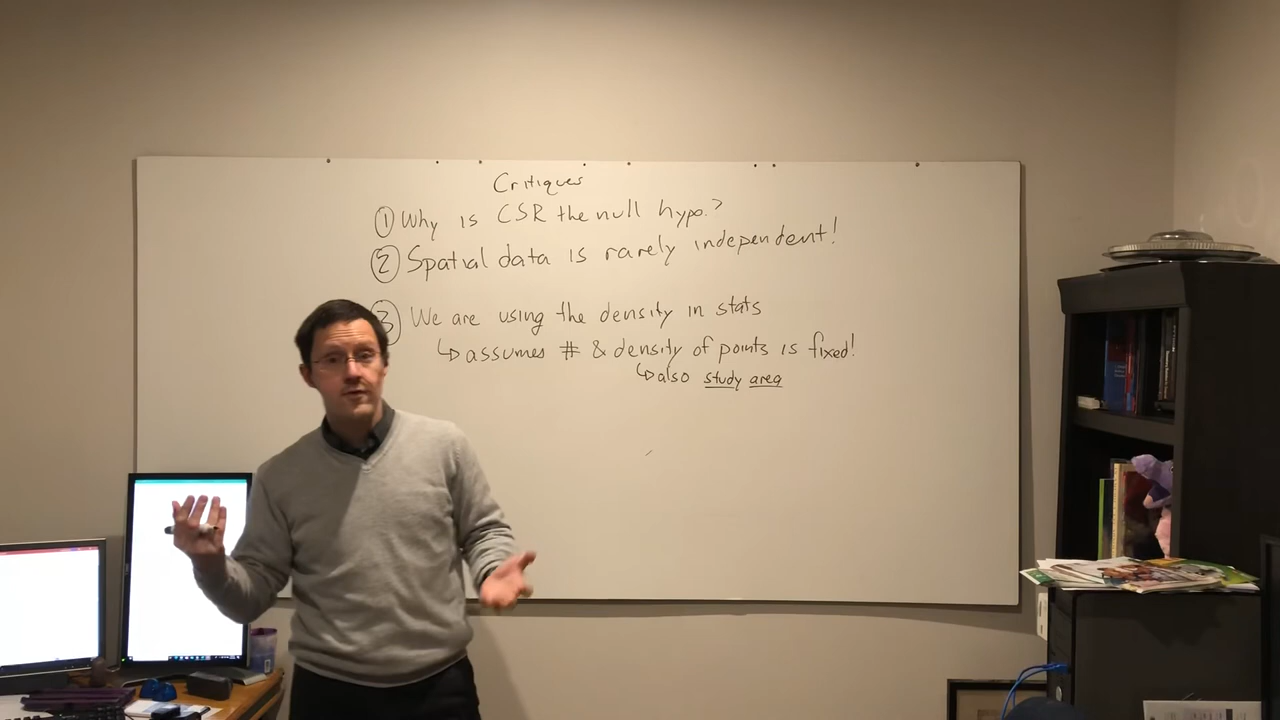 Critiques
① Why is CSR the null hypo.?
② Spatial data is rarely independent!
③ We are using the density in stats
↳ assumes # & density of points is fixed!
↳ also study area